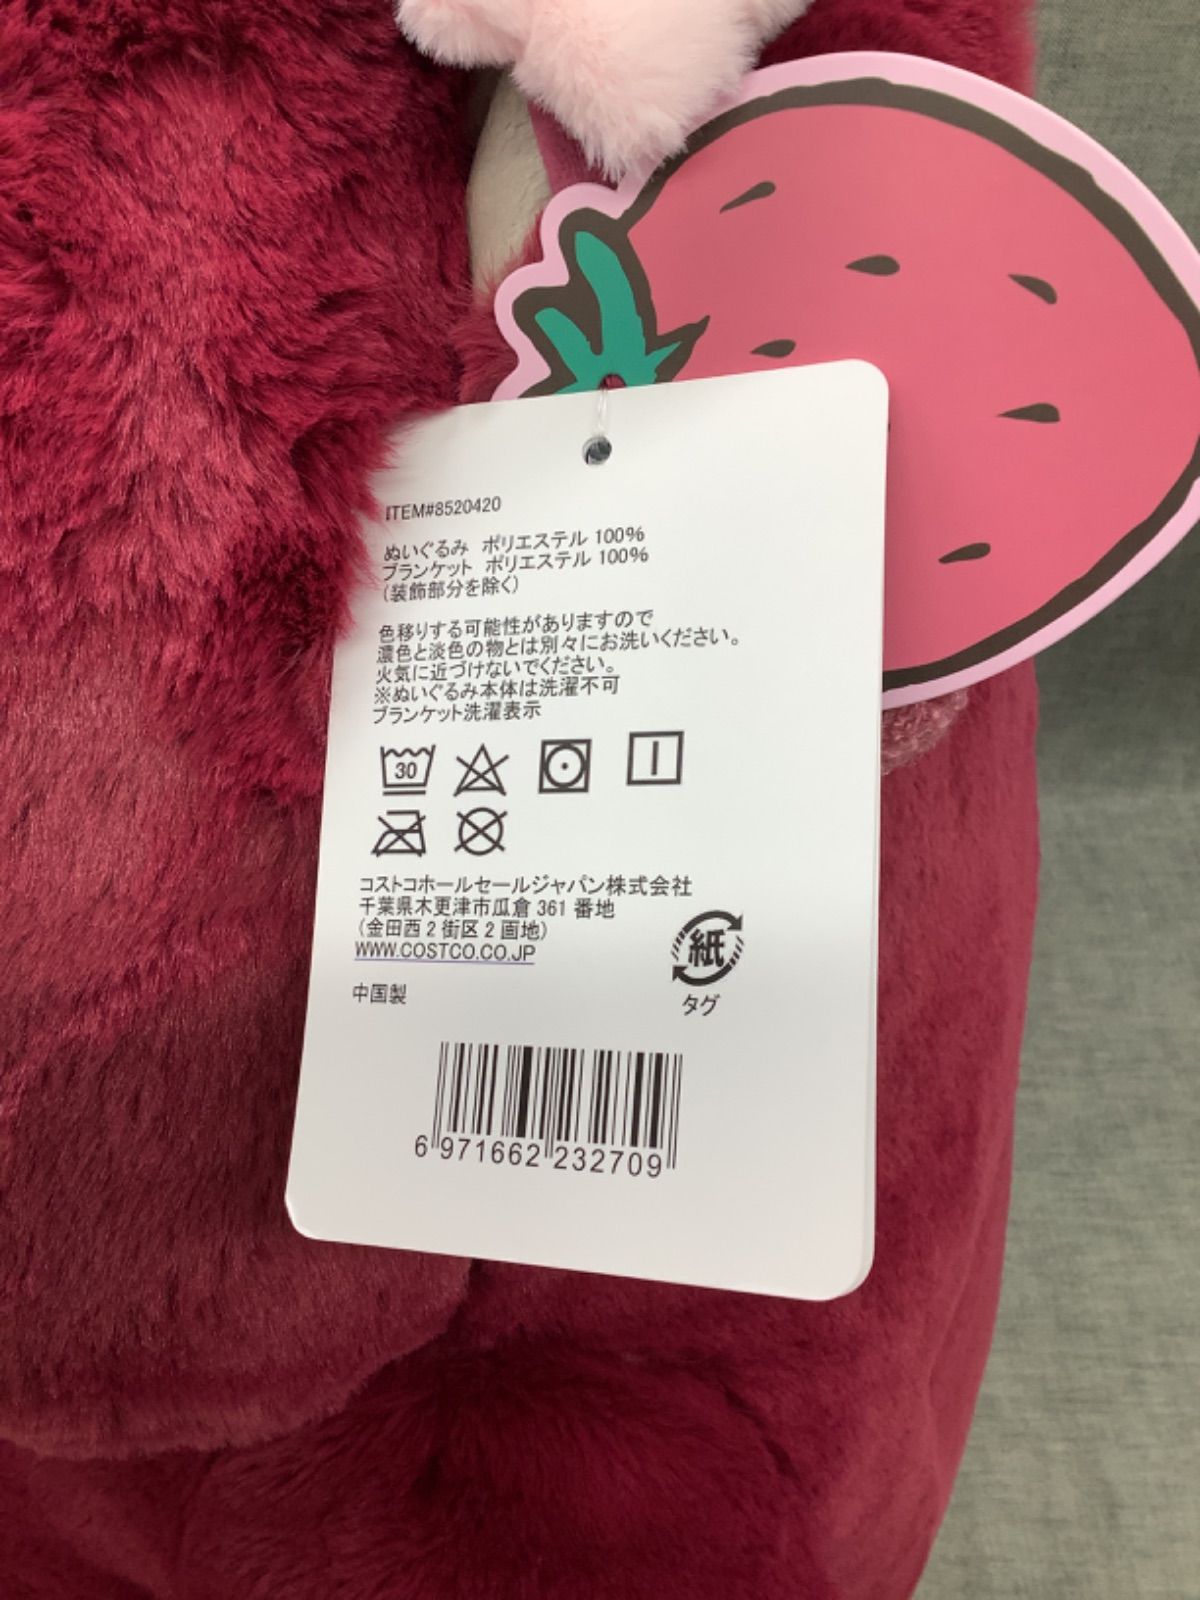 ITEM#8520420
ぬいぐるみ ポリエステル 100%
ブランケット ポリエステル 100%
(装飾部分を除く)
色移りする可能性がありますので
濃色と淡色の物とは別々にお洗いください。
火気に近づけないでください。
※ぬいぐるみ本体は洗濯不可
ブランケット洗濯表示
30
コストコホールセールジャパン株式会社
千葉県木更津市瓜倉 361 番地
(金田西 2 街区 2 画地)
WWW.COSTCO.CO.JP
紙
タグ
中国製
6 971662 232709